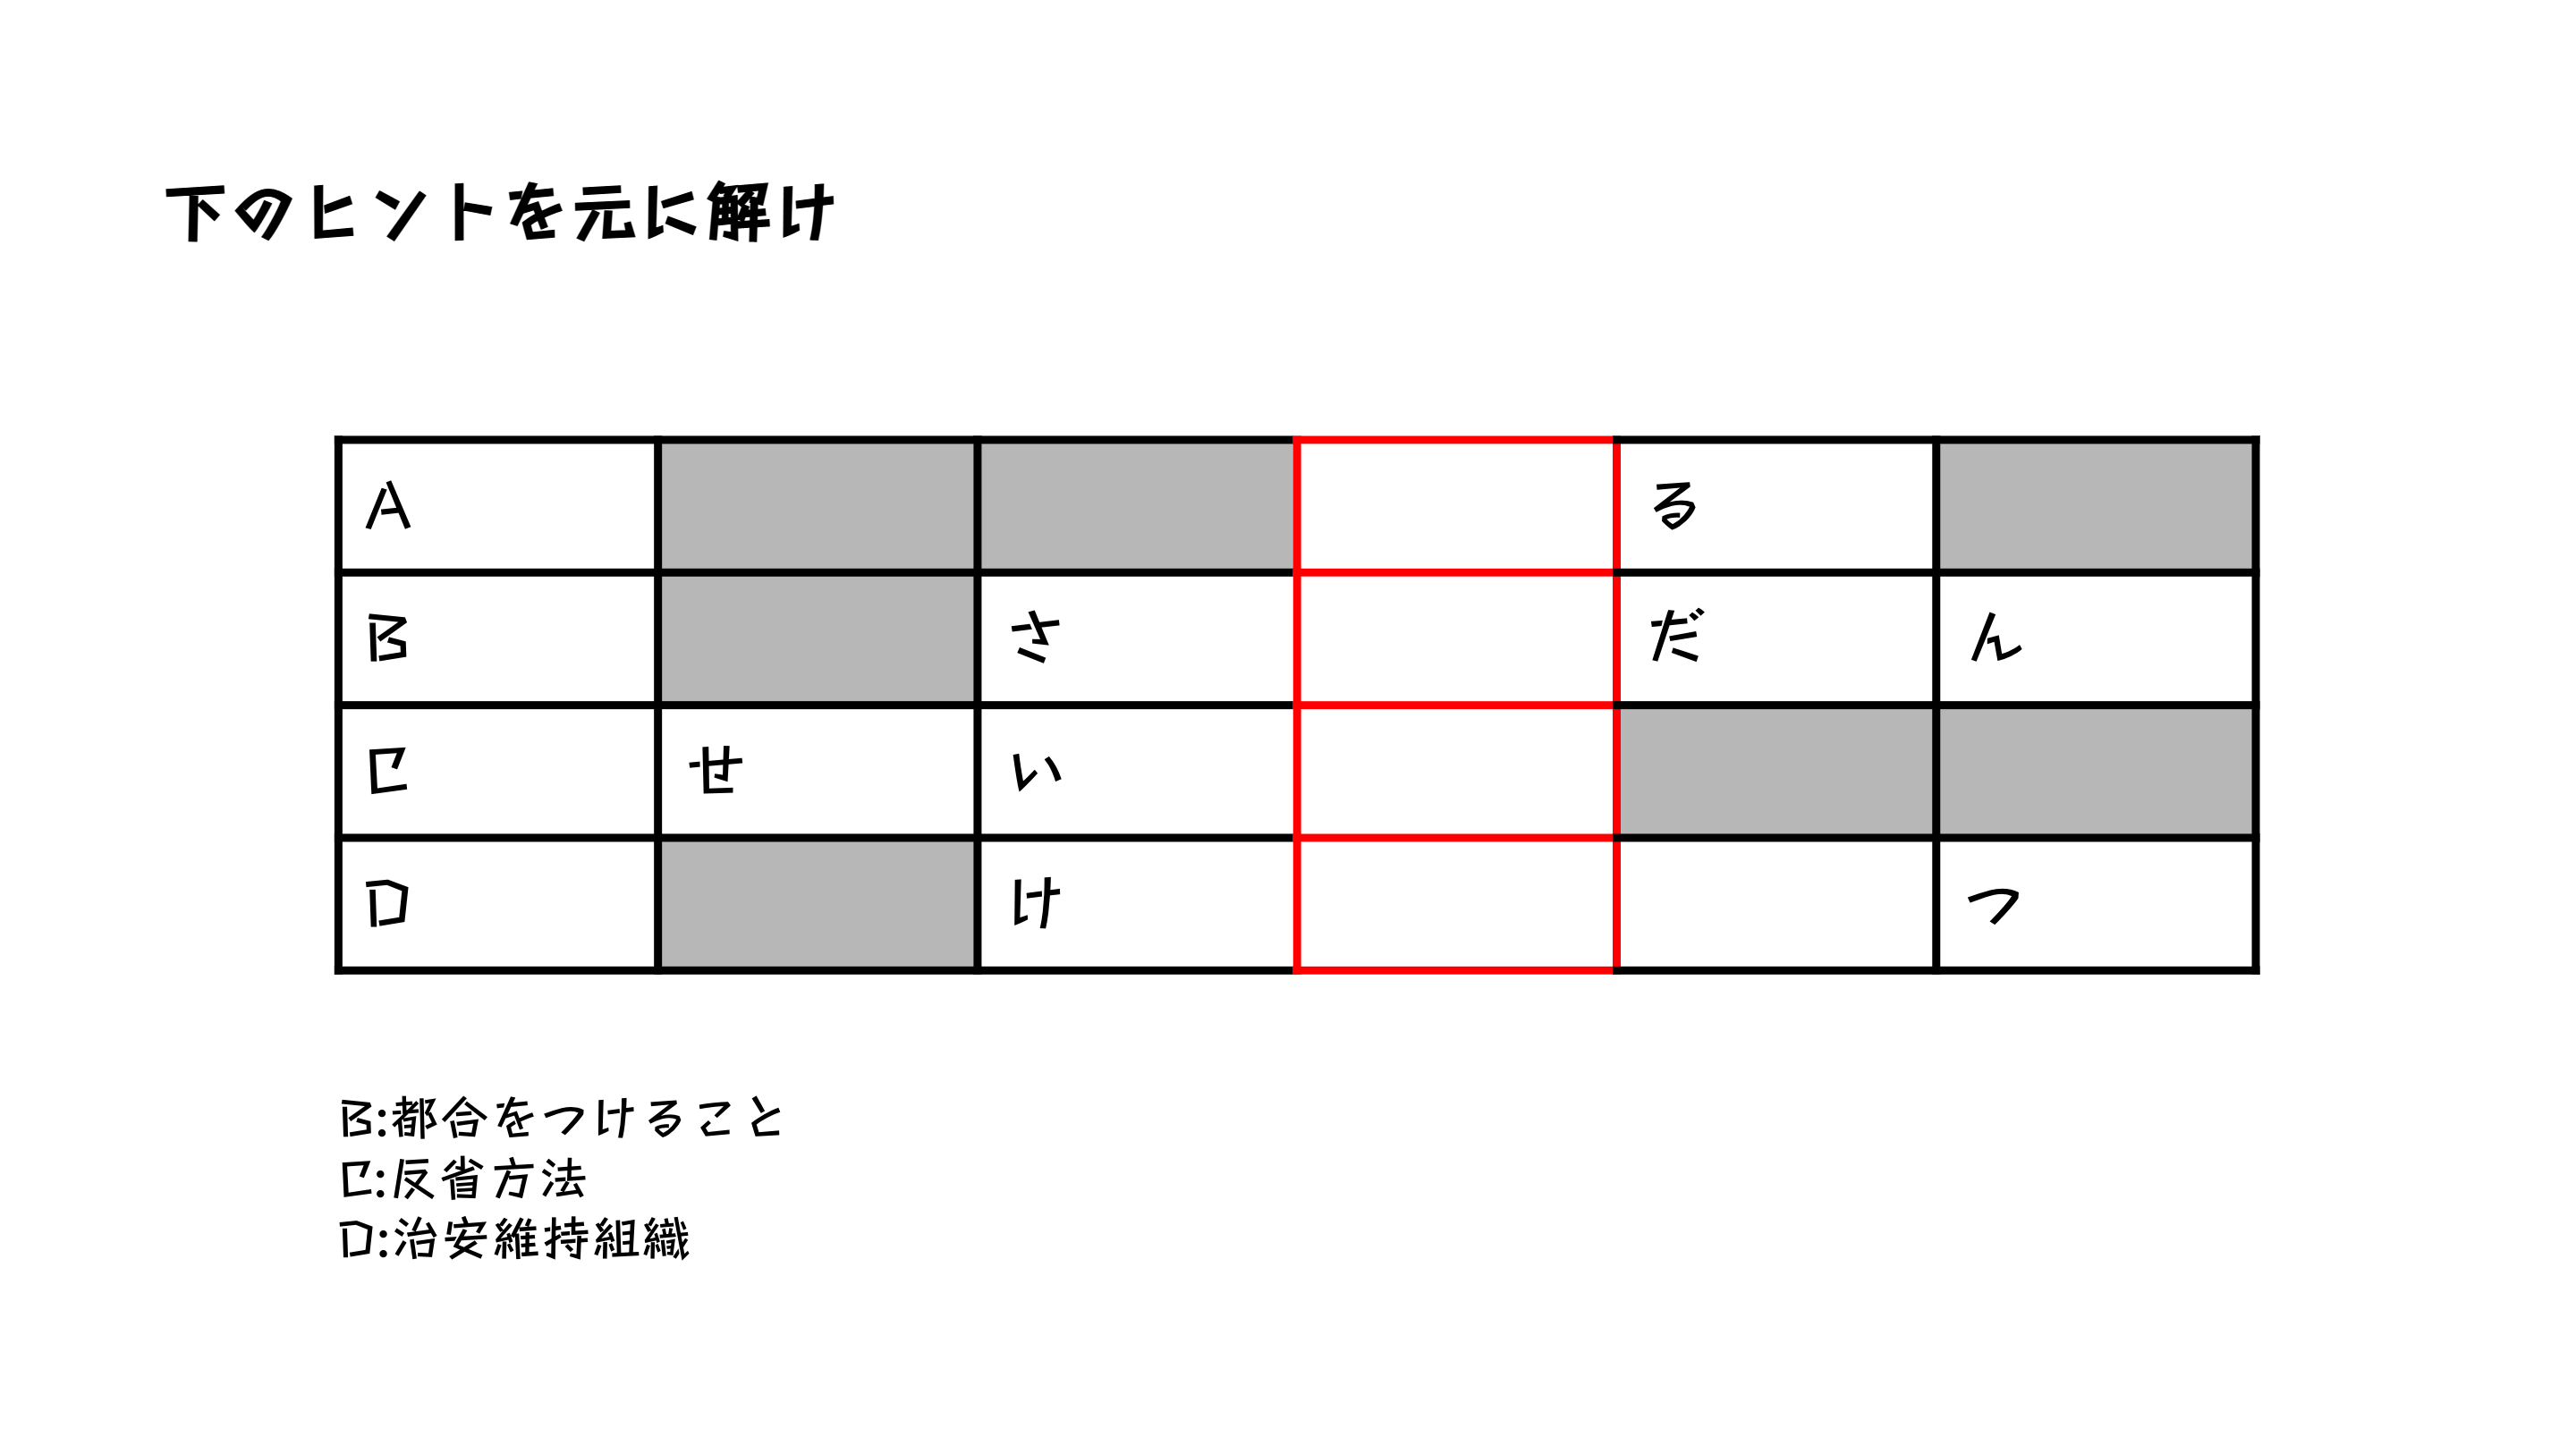 下のヒントを元に解け
A る
B さ だ ん
C せ い
D け つ
B:都合をつけること
C:反省方法
D:治安維持組織